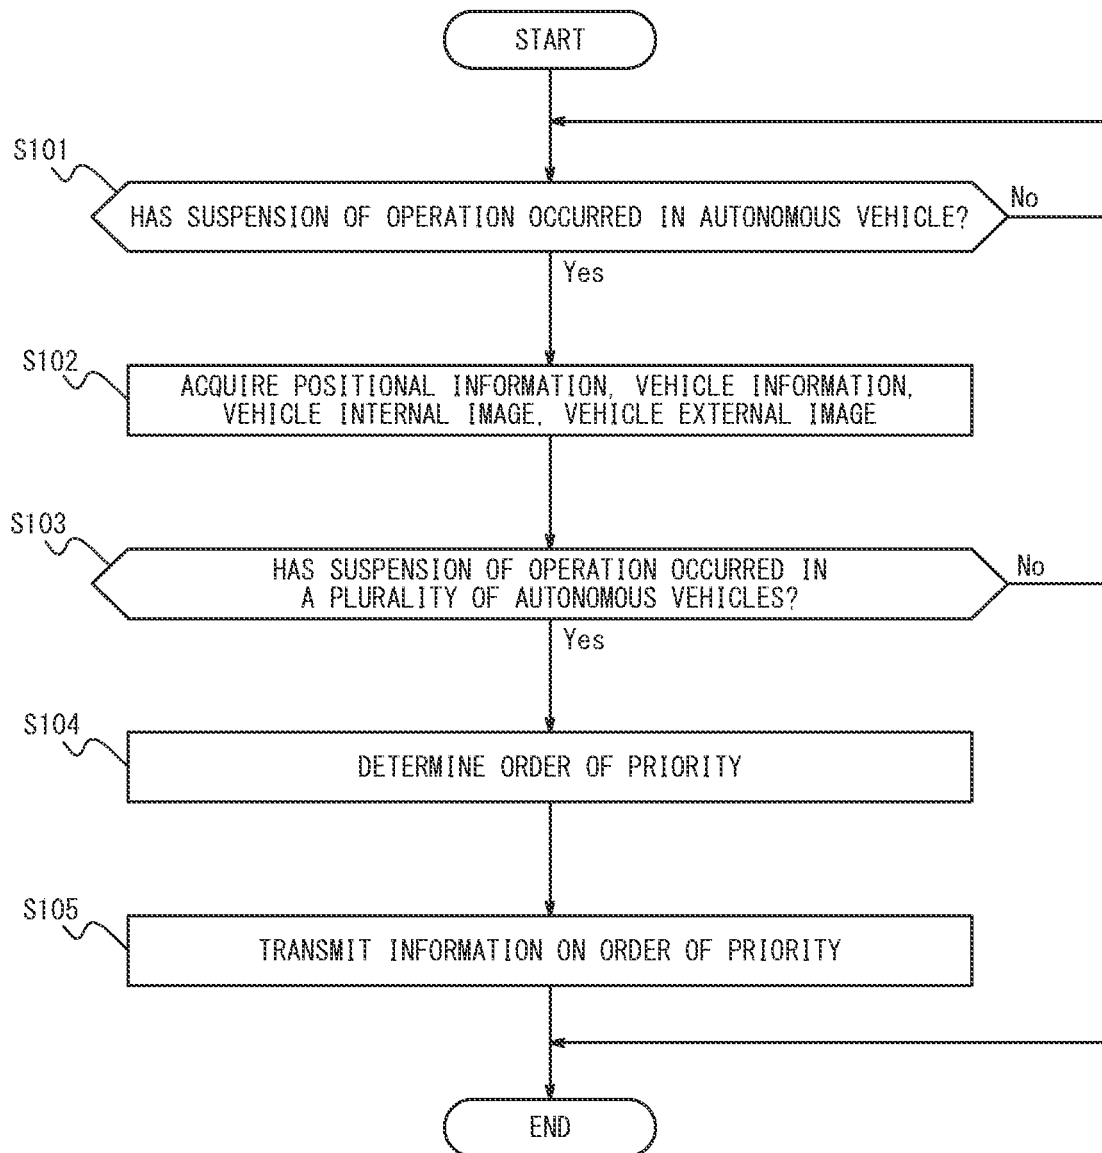 START
S101
HAS SUSPENSION OF OPERATION OCCURRED IN AUTONOMOUS VEHICLE?
No
Yes
S102
ACQUIRE POSITIONAL INFORMATION, VEHICLE INFORMATION,
VEHICLE INTERNAL IMAGE, VEHICLE EXTERNAL IMAGE
S103
HAS SUSPENSION OF OPERATION OCCURRED IN
A PLURALITY OF AUTONOMOUS VEHICLES?
No
Yes
S104
DETERMINE ORDER OF PRIORITY
S105
TRANSMIT INFORMATION ON ORDER OF PRIORITY
END